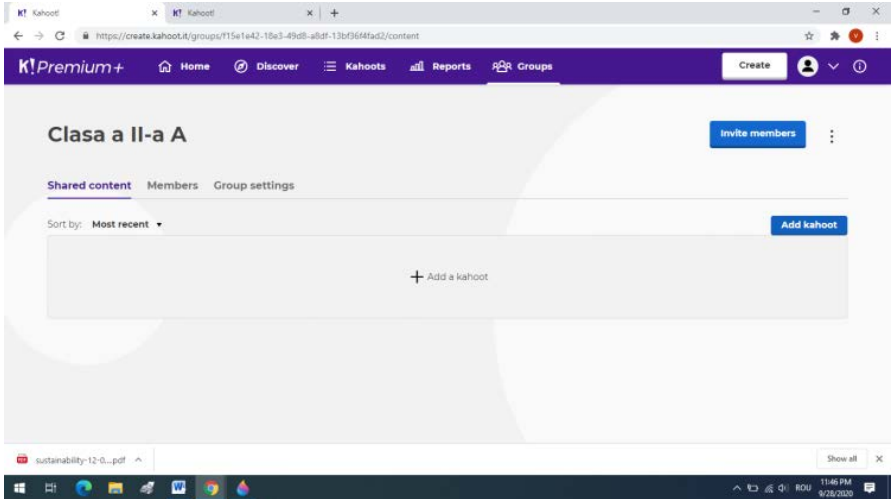 K! Kahoot!
K! Kahoot!
https://create.kahoot.it/groups/f15e1e42-18e3-49d8-a8df-13bf36f4fad2/content
K!Premium+ Home Discover Kahoots Reports Groups Create
Clasa a II-a A
Invite members
Shared content Members Group settings
Sort by: Most recent
Add kahoot
Add a kahoot
sustainability-12-0....pdf
Show all
ROU
11:46 PM
9/28/2020